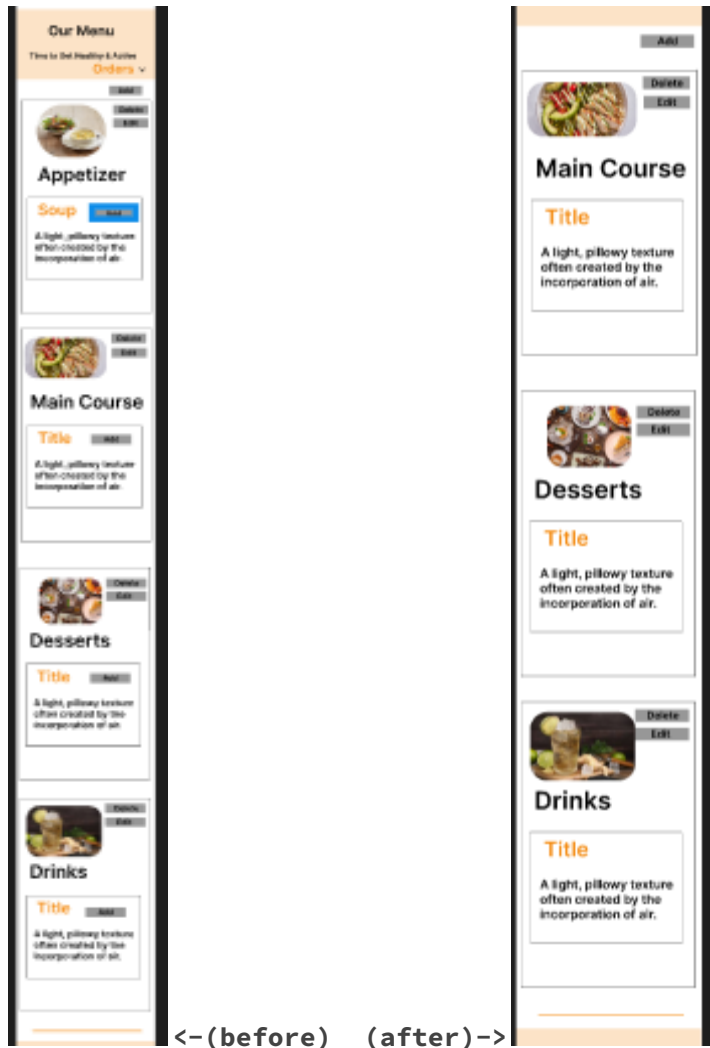 Our Menu
Time to Get Healthy & Active
Orders
Add
Delete
Edit
Appetizer
Soup
Add
A light, pillowy texture
often created by the
incorporation of air.
Delete
Edit
Main Course
Title
Add
A light, pillowy texture
often created by the
incorporation of air.
Delete
Edit
Desserts
Title
Add
A light, pillowy texture
often created by the
incorporation of air.
Delete
Edit
Drinks
Title
Add
A light, pillowy texture
often created by the
incorporation of air.
<-(before) (after)->
Add
Delete
Edit
Main Course
Title
A light, pillowy texture
often created by the
incorporation of air.
Delete
Edit
Desserts
Title
A light, pillowy texture
often created by the
incorporation of air.
Delete
Edit
Drinks
Title
A light, pillowy texture
often created by the
incorporation of air.